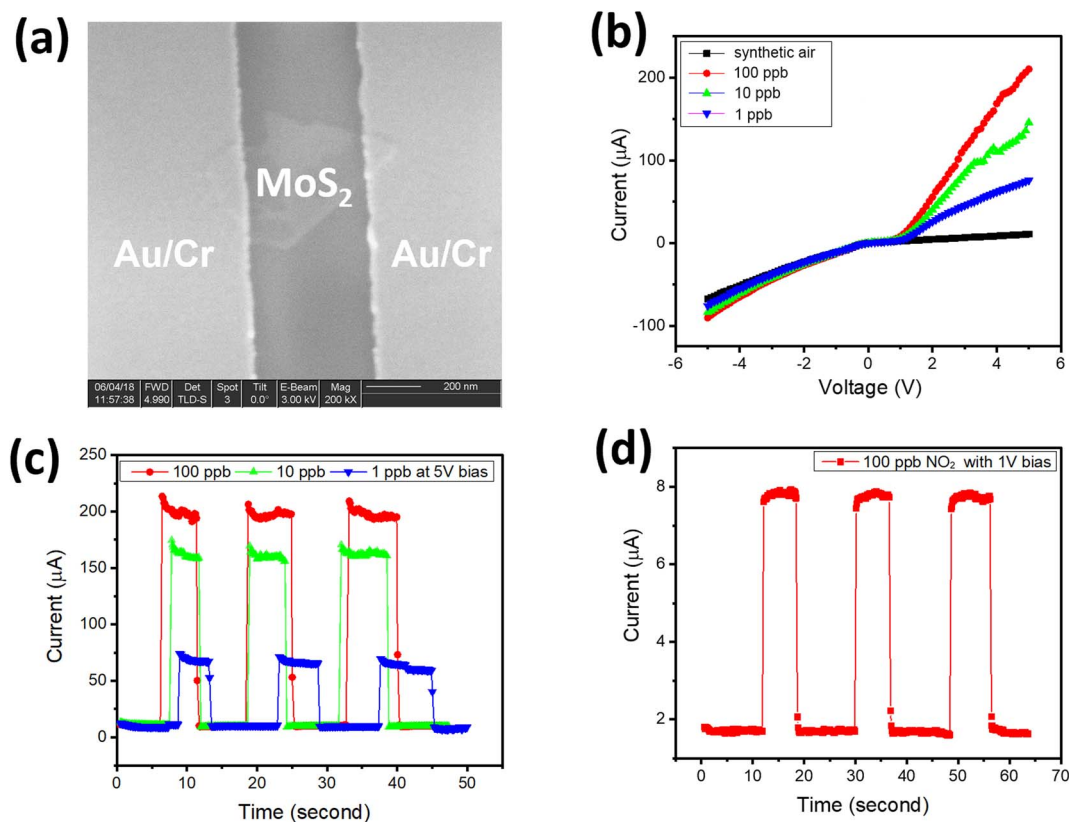 (a)
MoS₂
Au/Cr
Au/Cr
06/04/18 FWD Det Spot Tilt E-Beam Mag 200 nm
11:57:38 4.990 TLD-S 3 0.0° 3.00 kV 200 kX
(b)
synthetic air
100 ppb
10 ppb
1 ppb
Current (μA)
200
100
0
-100
-6 -4 -2 0 2 4 6
Voltage (V)
(c)
100 ppb 10 ppb 1 ppb at 5V bias
Current (μA)
250
200
150
100
50
0
0 10 20 30 40 50
Time (second)
(d)
100 ppb NO₂ with 1V bias
Current (μA)
8
6
4
2
0 10 20 30 40 50 60 70
Time (second)